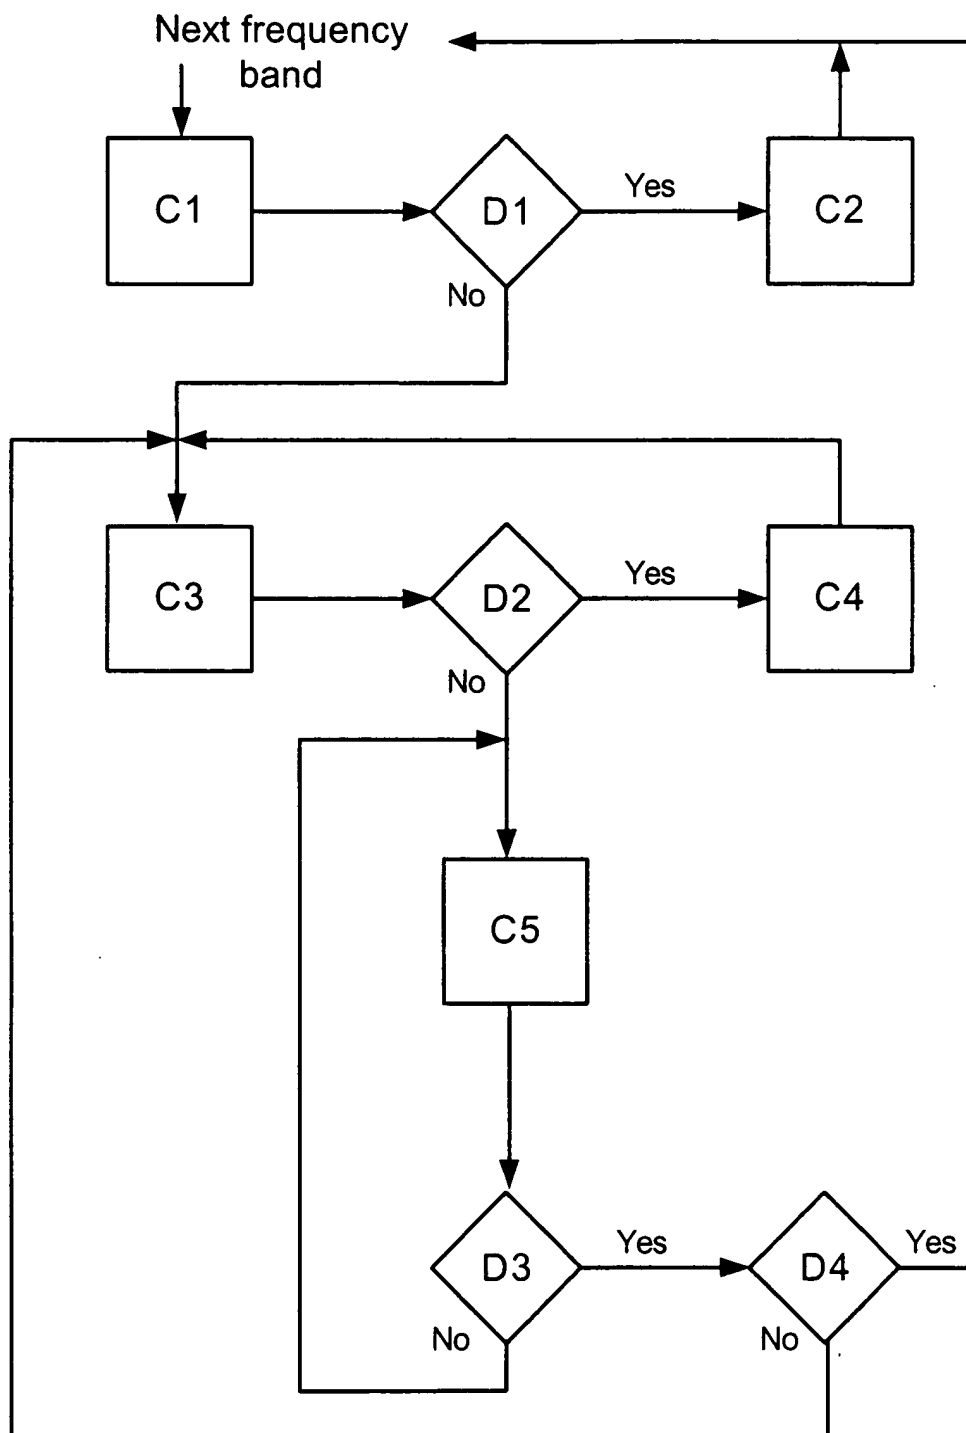 Next frequency
band
C1
D1
Yes
C2
No
C3
D2
Yes
C4
No
C5
D3
Yes
D4
Yes
No
No